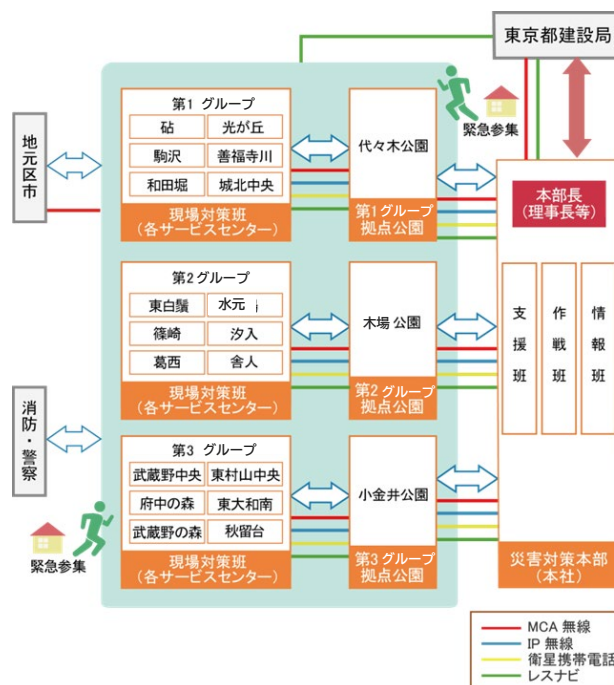 東京都建設局
地元区市
消防・警察
緊急参集
第1 グループ
砧
光が丘
駒沢
善福寺川
和田堀
城北中央
現場対策班
(各サービスセンター)
代々木公園
第1グループ
拠点公園
緊急参集
第2グループ
東白鬚
水元
篠崎
汐入
葛西
舎人
現場対策班
(各サービスセンター)
木場公園
第2グループ
拠点公園
第3 グループ
武蔵野中央
東村山中央
府中の森
東大和南
武蔵野の森
秋留台
現場対策班
(各サービスセンター)
小金井公園
第3グループ
拠点公園
本部長
(理事長等)
支援班
作戦班
情報班
災害対策本部
(本社)
MCA 無線
IP 無線
衛星携帯電話
レスナビ